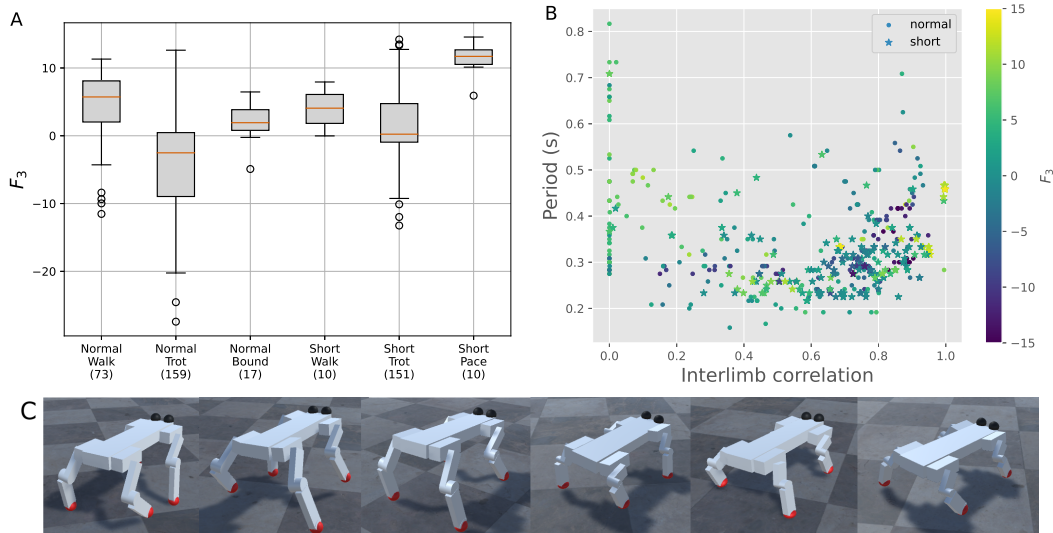 A
F3
10
0
−10
−20
Normal
Walk
(73)
Normal
Trot
(159)
Normal
Bound
(17)
Short
Walk
(10)
Short
Trot
(151)
Short
Pace
(10)
B
Period (s)
0.8
0.7
0.6
0.5
0.4
0.3
0.2
0.0
0.2
0.4
0.6
0.8
1.0
Interlimb correlation
normal
short
15
10
5
0
−5
−10
−15
F3
C